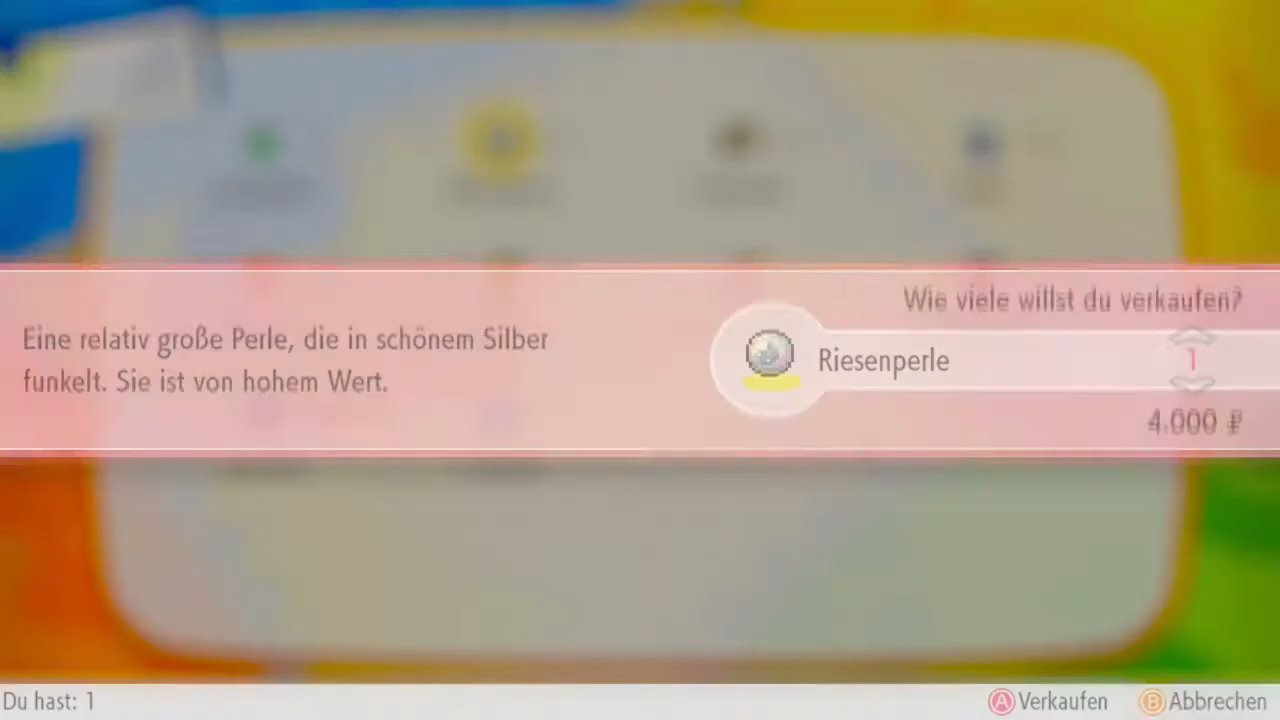 Eine relativ große Perle, die in schönem Silber
funkelt. Sie ist von hohem Wert.
Wie viele willst du verkaufen?
Riesenperle
1
4.000 ₽
Du hast: 1
A Verkaufen
B Abbrechen